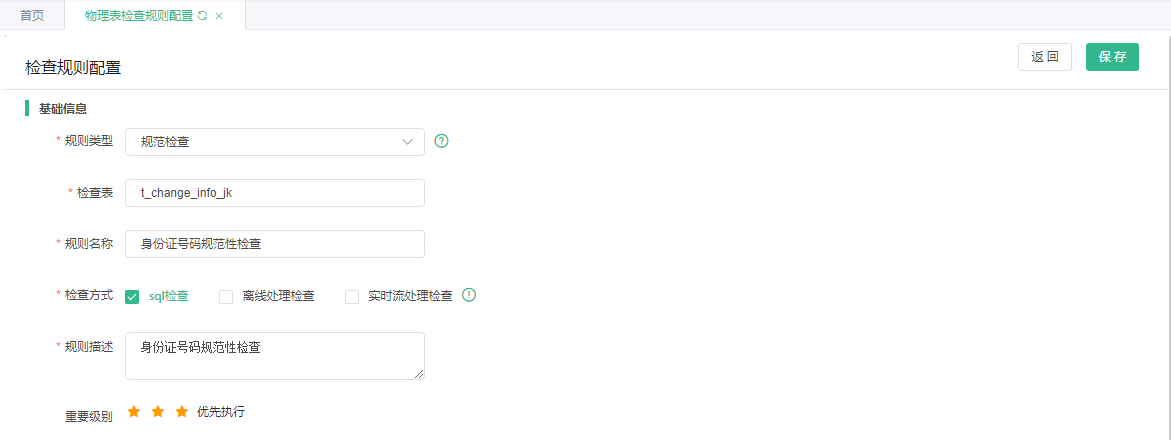 首页 物理表检查规则配置
检查规则配置 返回 保存
基础信息
* 规则类型 规范检查
* 检查表 t_change_info_jk
* 规则名称 身份证号码规范性检查
* 检查方式 sql检查 离线处理检查 实时流处理检查
* 规则描述 身份证号码规范性检查
重要级别 优先执行